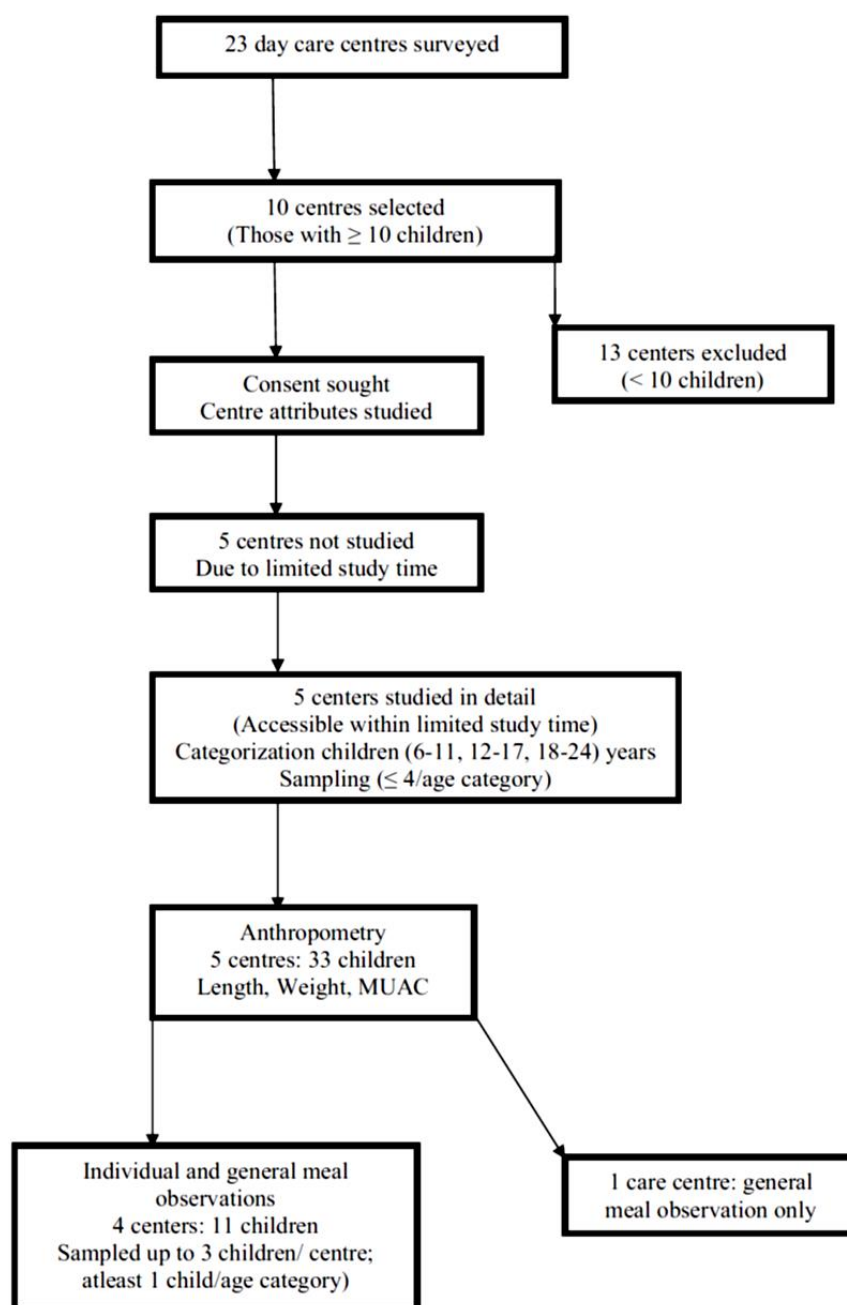 23 day care centres surveyed
10 centres selected
(Those with ≥ 10 children)
13 centers excluded
(< 10 children)
Consent sought
Centre attributes studied
5 centres not studied
Due to limited study time
5 centers studied in detail
(Accessible within limited study time)
Categorization children (6-11, 12-17, 18-24) years
Sampling (≤ 4/age category)
Anthropometry
5 centres: 33 children
Length, Weight, MUAC
Individual and general meal
observations
4 centers: 11 children
Sampled up to 3 children/ centre;
atleast 1 child/age category)
1 care centre: general
meal observation only